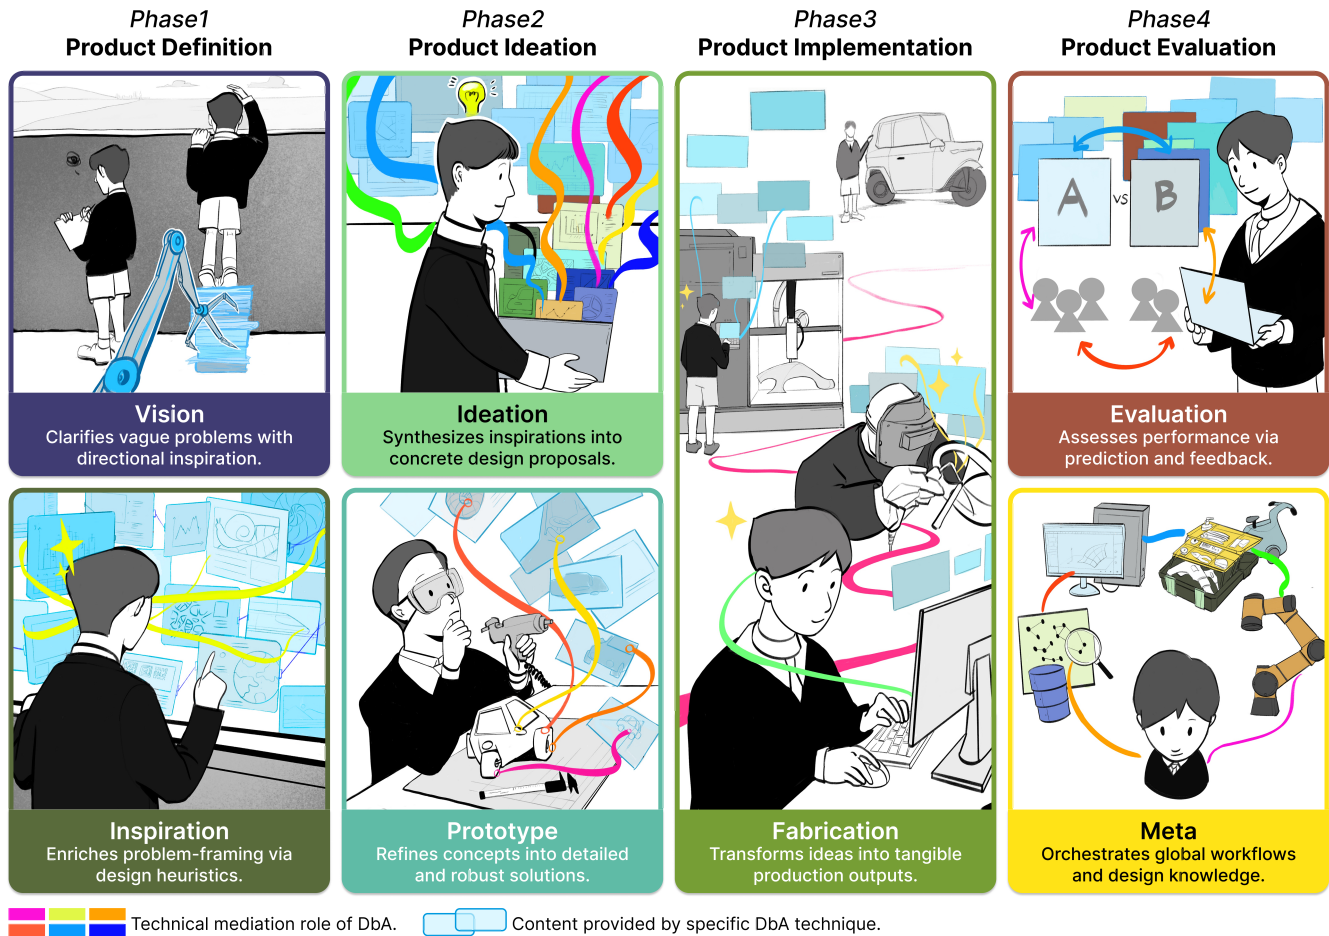 Phase1
Product Definition
Phase2
Product Ideation
Phase3
Product Implementation
Phase4
Product Evaluation
Vision
Clarifies vague problems with
directional inspiration.
Ideation
Synthesizes inspirations into
concrete design proposals.
A
vs
B
Evaluation
Assesses performance via
prediction and feedback.
Inspiration
Enriches problem-framing via
design heuristics.
Prototype
Refines concepts into detailed
and robust solutions.
Fabrication
Transforms ideas into tangible
production outputs.
Meta
Orchestrates global workflows
and design knowledge.
Technical mediation role of DbA.
Content provided by specific DbA technique.